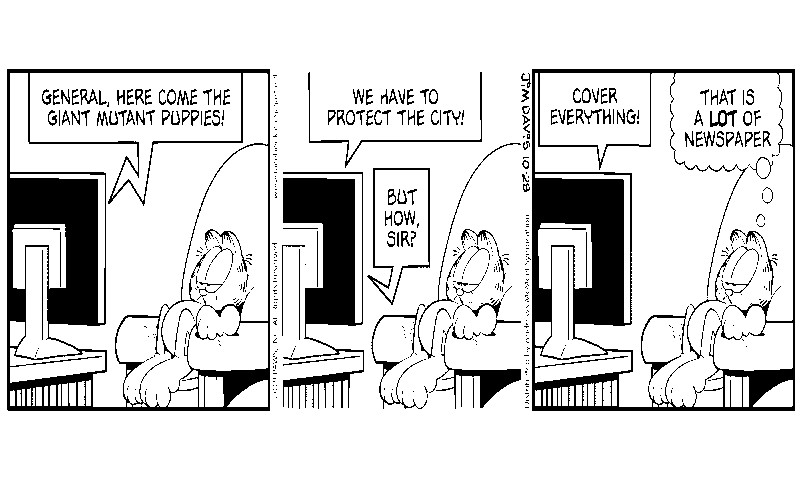 GENERAL, HERE COME THE
GIANT MUTANT PUPPIES!
WE HAVE TO
PROTECT THE CITY!
BUT
HOW,
SIR?
JIM DAVIS 10·28
COVER
EVERYTHING!
THAT IS
A LOT OF
NEWSPAPER